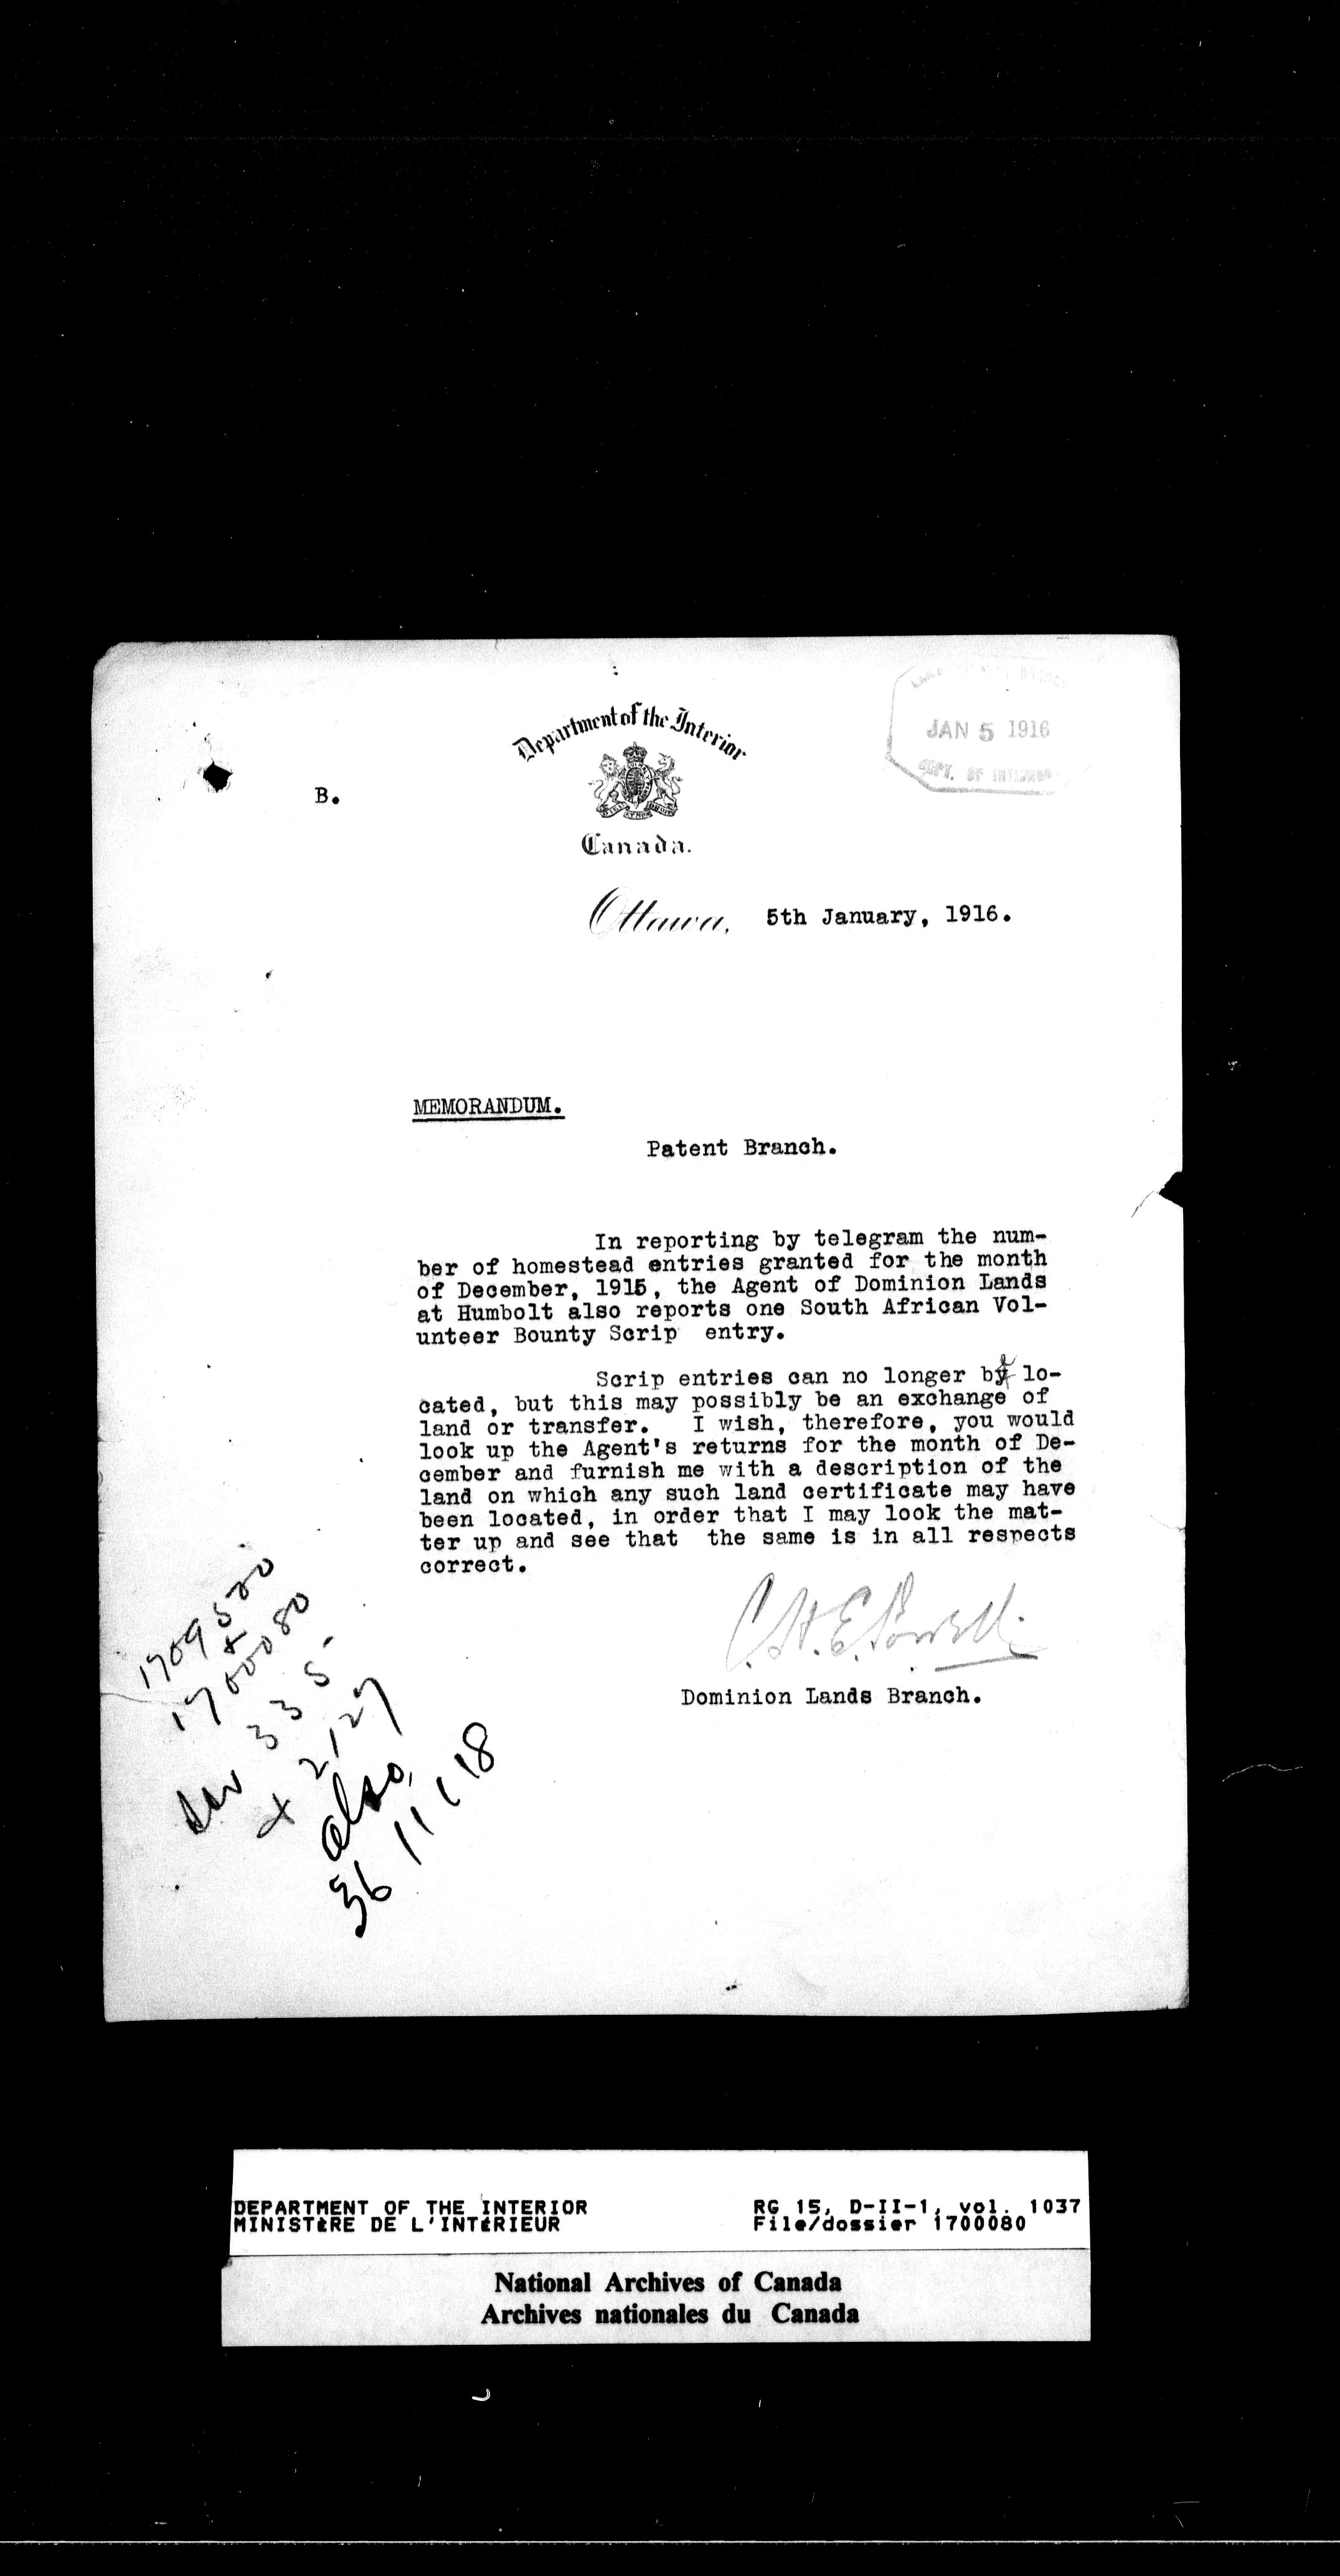 Department of the Interior
JAN 5 1916
DEPT. OF INTERIOR
B.
Canada.
Ottawa, 5th January, 1916.
MEMORANDUM.
Patent Branch.
In reporting by telegram the num-
ber of homestead entries granted for the month
of December, 1915, the Agent of Dominion Lands
at Humbolt also reports one South African Vol-
unteer Bounty Scrip entry.
Scrip entries can no longer be lo-
cated, but this may possibly be an exchange of
land or transfer. I wish, therefore, you would
look up the Agent's returns for the month of De-
cember and furnish me with a description of the
land on which any such land certificate may have
been located, in order that I may look the mat-
ter up and see that the same is in all respects
correct.
C.H.E. Powell
Dominion Lands Branch.
1709520
+
1700080
335
+ 2127
also,
36 11 18
DEPARTMENT OF THE INTERIOR
MINISTÈRE DE L'INTÉRIEUR
RG 15, D-II-1, vol. 1037
File/dossier 1700080
National Archives of Canada
Archives nationales du Canada